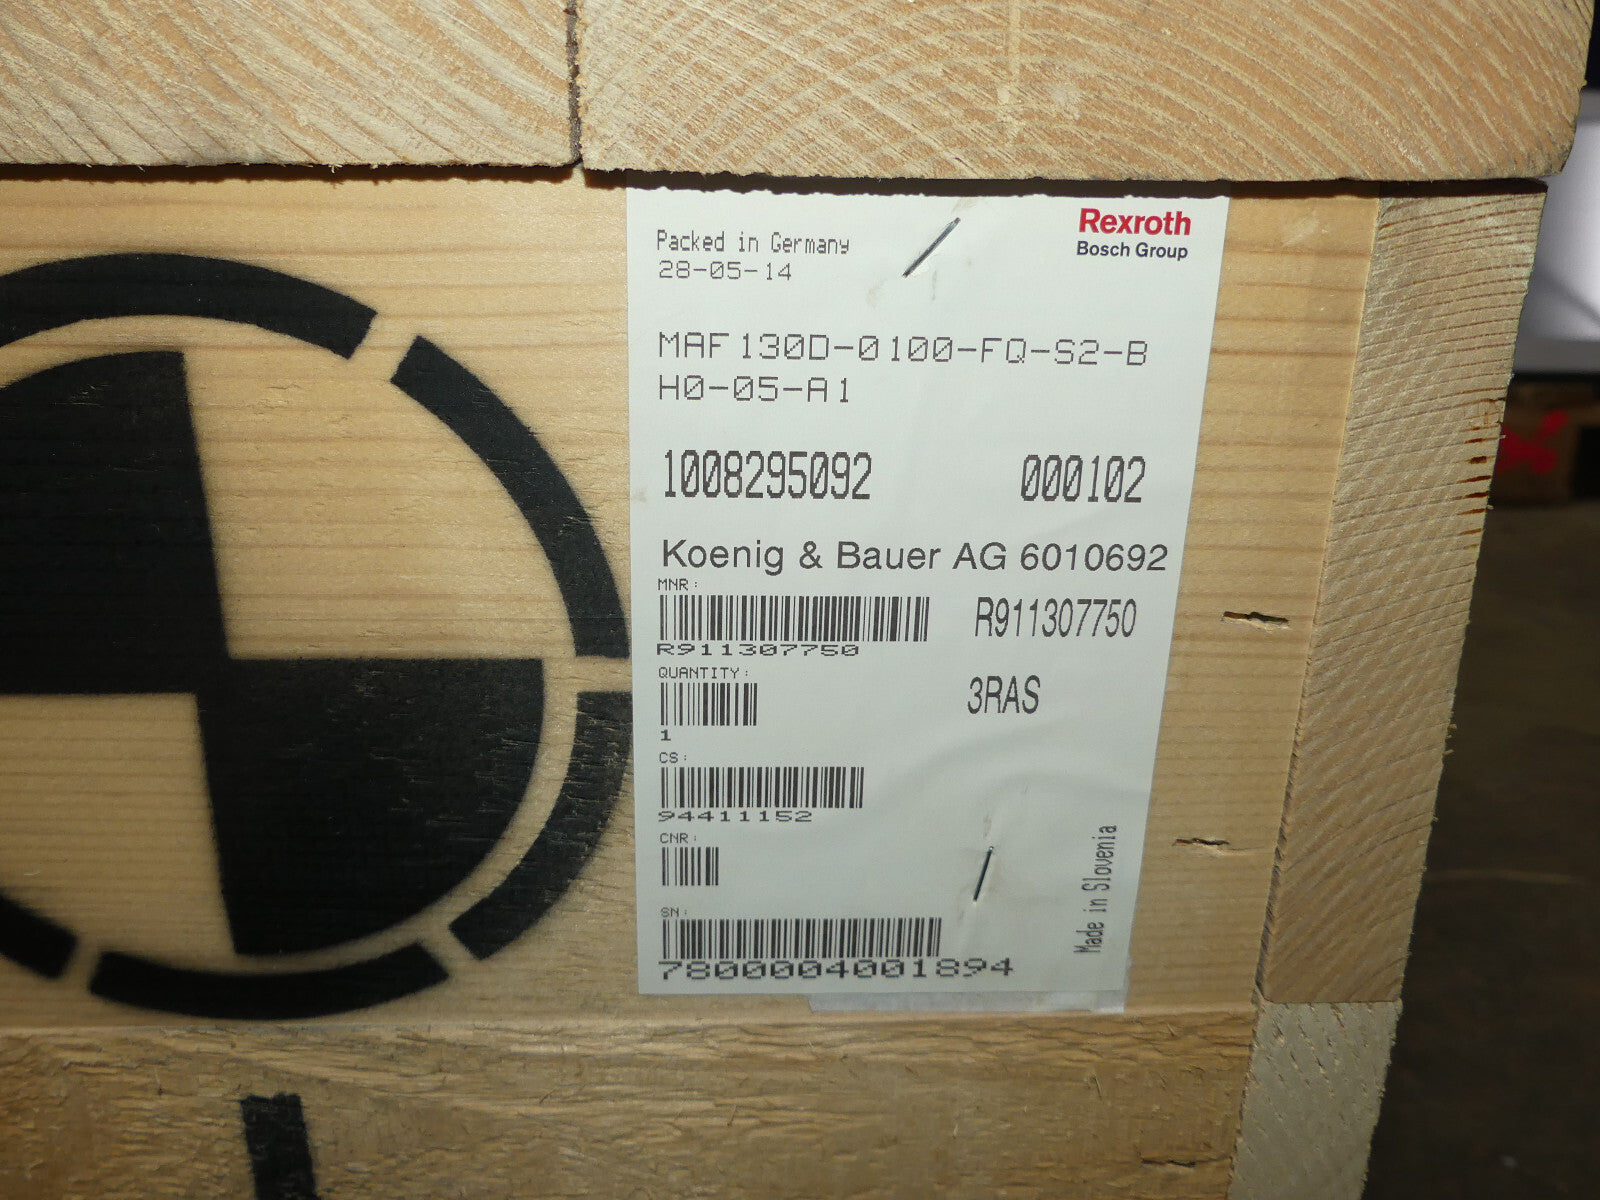 Packed in Germany
28-05-14
Rexroth
Bosch Group
MAF130D-0100-FQ-S2-B
H0-05-A1
1008295092 000102
Koenig & Bauer AG 6010692
MNR:
R911307750
R911307750
QUANTITY:
3RAS
1
CS:
94411152
CNR:
SN:
7800004001894
Made in Slovenia